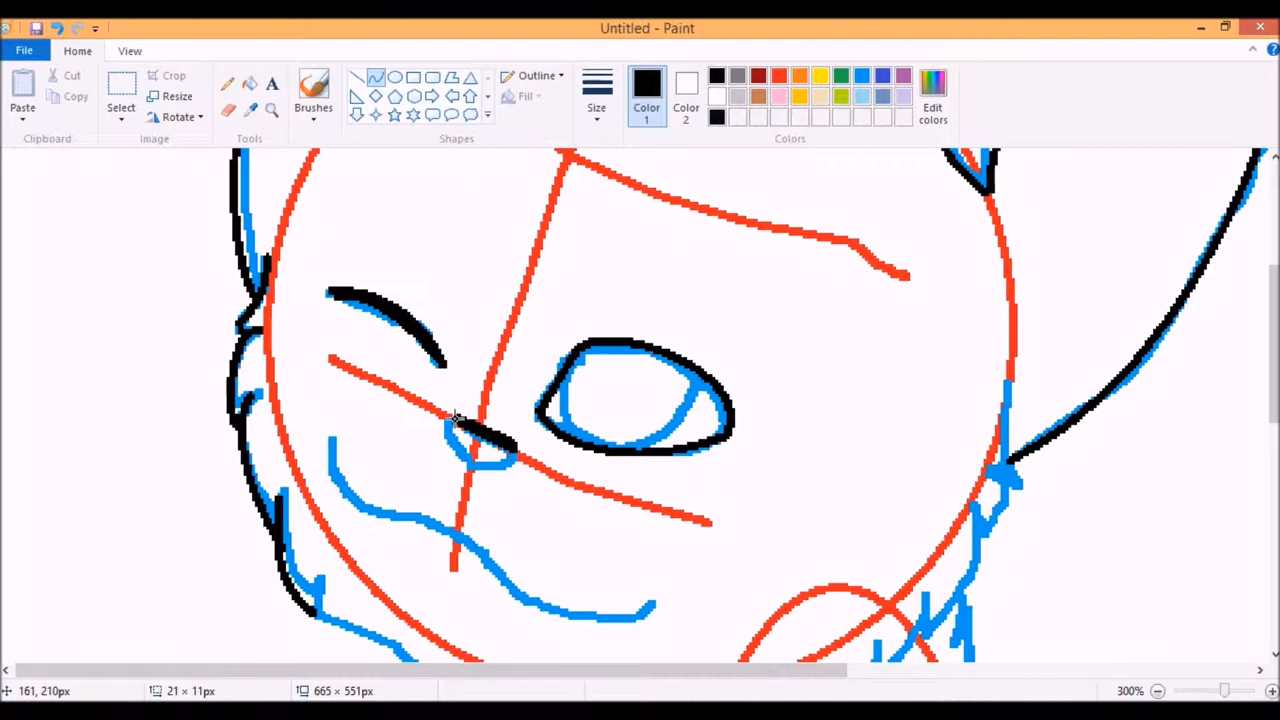 Untitled - Paint
File Home View
Paste Cut Copy
Clipboard
Select Crop Resize Rotate
Image
Tools
Brushes
Outline Fill
Shapes
Size
Color 1
Color 2
Edit colors
Colors
161, 210px 21 × 11px 665 × 551px 300%